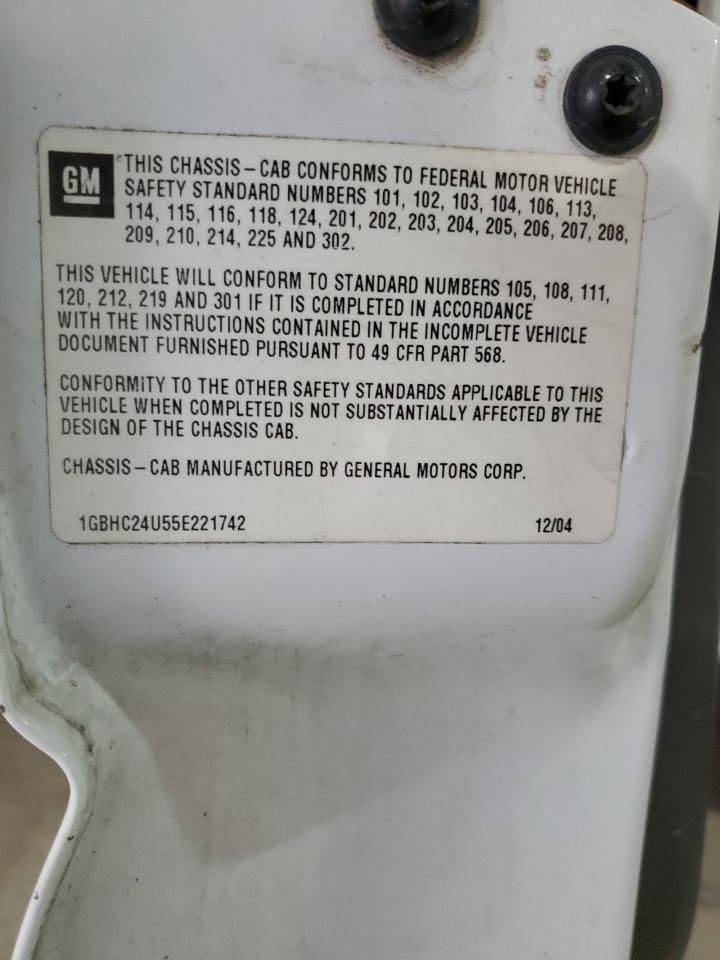 GM
THIS CHASSIS–CAB CONFORMS TO FEDERAL MOTOR VEHICLE
SAFETY STANDARD NUMBERS 101, 102, 103, 104, 106, 113,
114, 115, 116, 118, 124, 201, 202, 203, 204, 205, 206, 207, 208,
209, 210, 214, 225 AND 302.
THIS VEHICLE WILL CONFORM TO STANDARD NUMBERS 105, 108, 111,
120, 212, 219 AND 301 IF IT IS COMPLETED IN ACCORDANCE
WITH THE INSTRUCTIONS CONTAINED IN THE INCOMPLETE VEHICLE
DOCUMENT FURNISHED PURSUANT TO 49 CFR PART 568.
CONFORMITY TO THE OTHER SAFETY STANDARDS APPLICABLE TO THIS
VEHICLE WHEN COMPLETED IS NOT SUBSTANTIALLY AFFECTED BY THE
DESIGN OF THE CHASSIS CAB.
CHASSIS–CAB MANUFACTURED BY GENERAL MOTORS CORP.
1GBHC24U55E221742 12/04